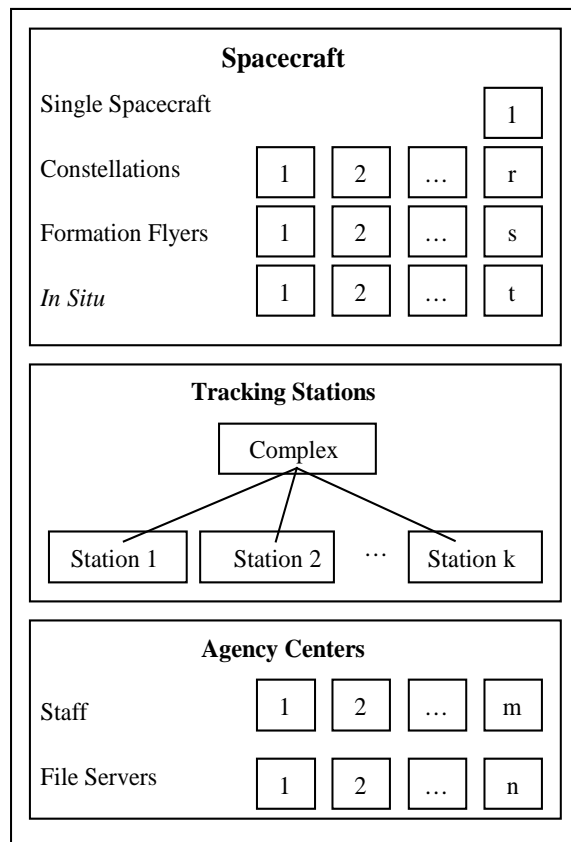 Spacecraft
Single Spacecraft 1
Constellations 1 2 … r
Formation Flyers 1 2 … s
In Situ 1 2 … t
Tracking Stations
Complex
Station 1 Station 2 … Station k
Agency Centers
Staff 1 2 … m
File Servers 1 2 … n